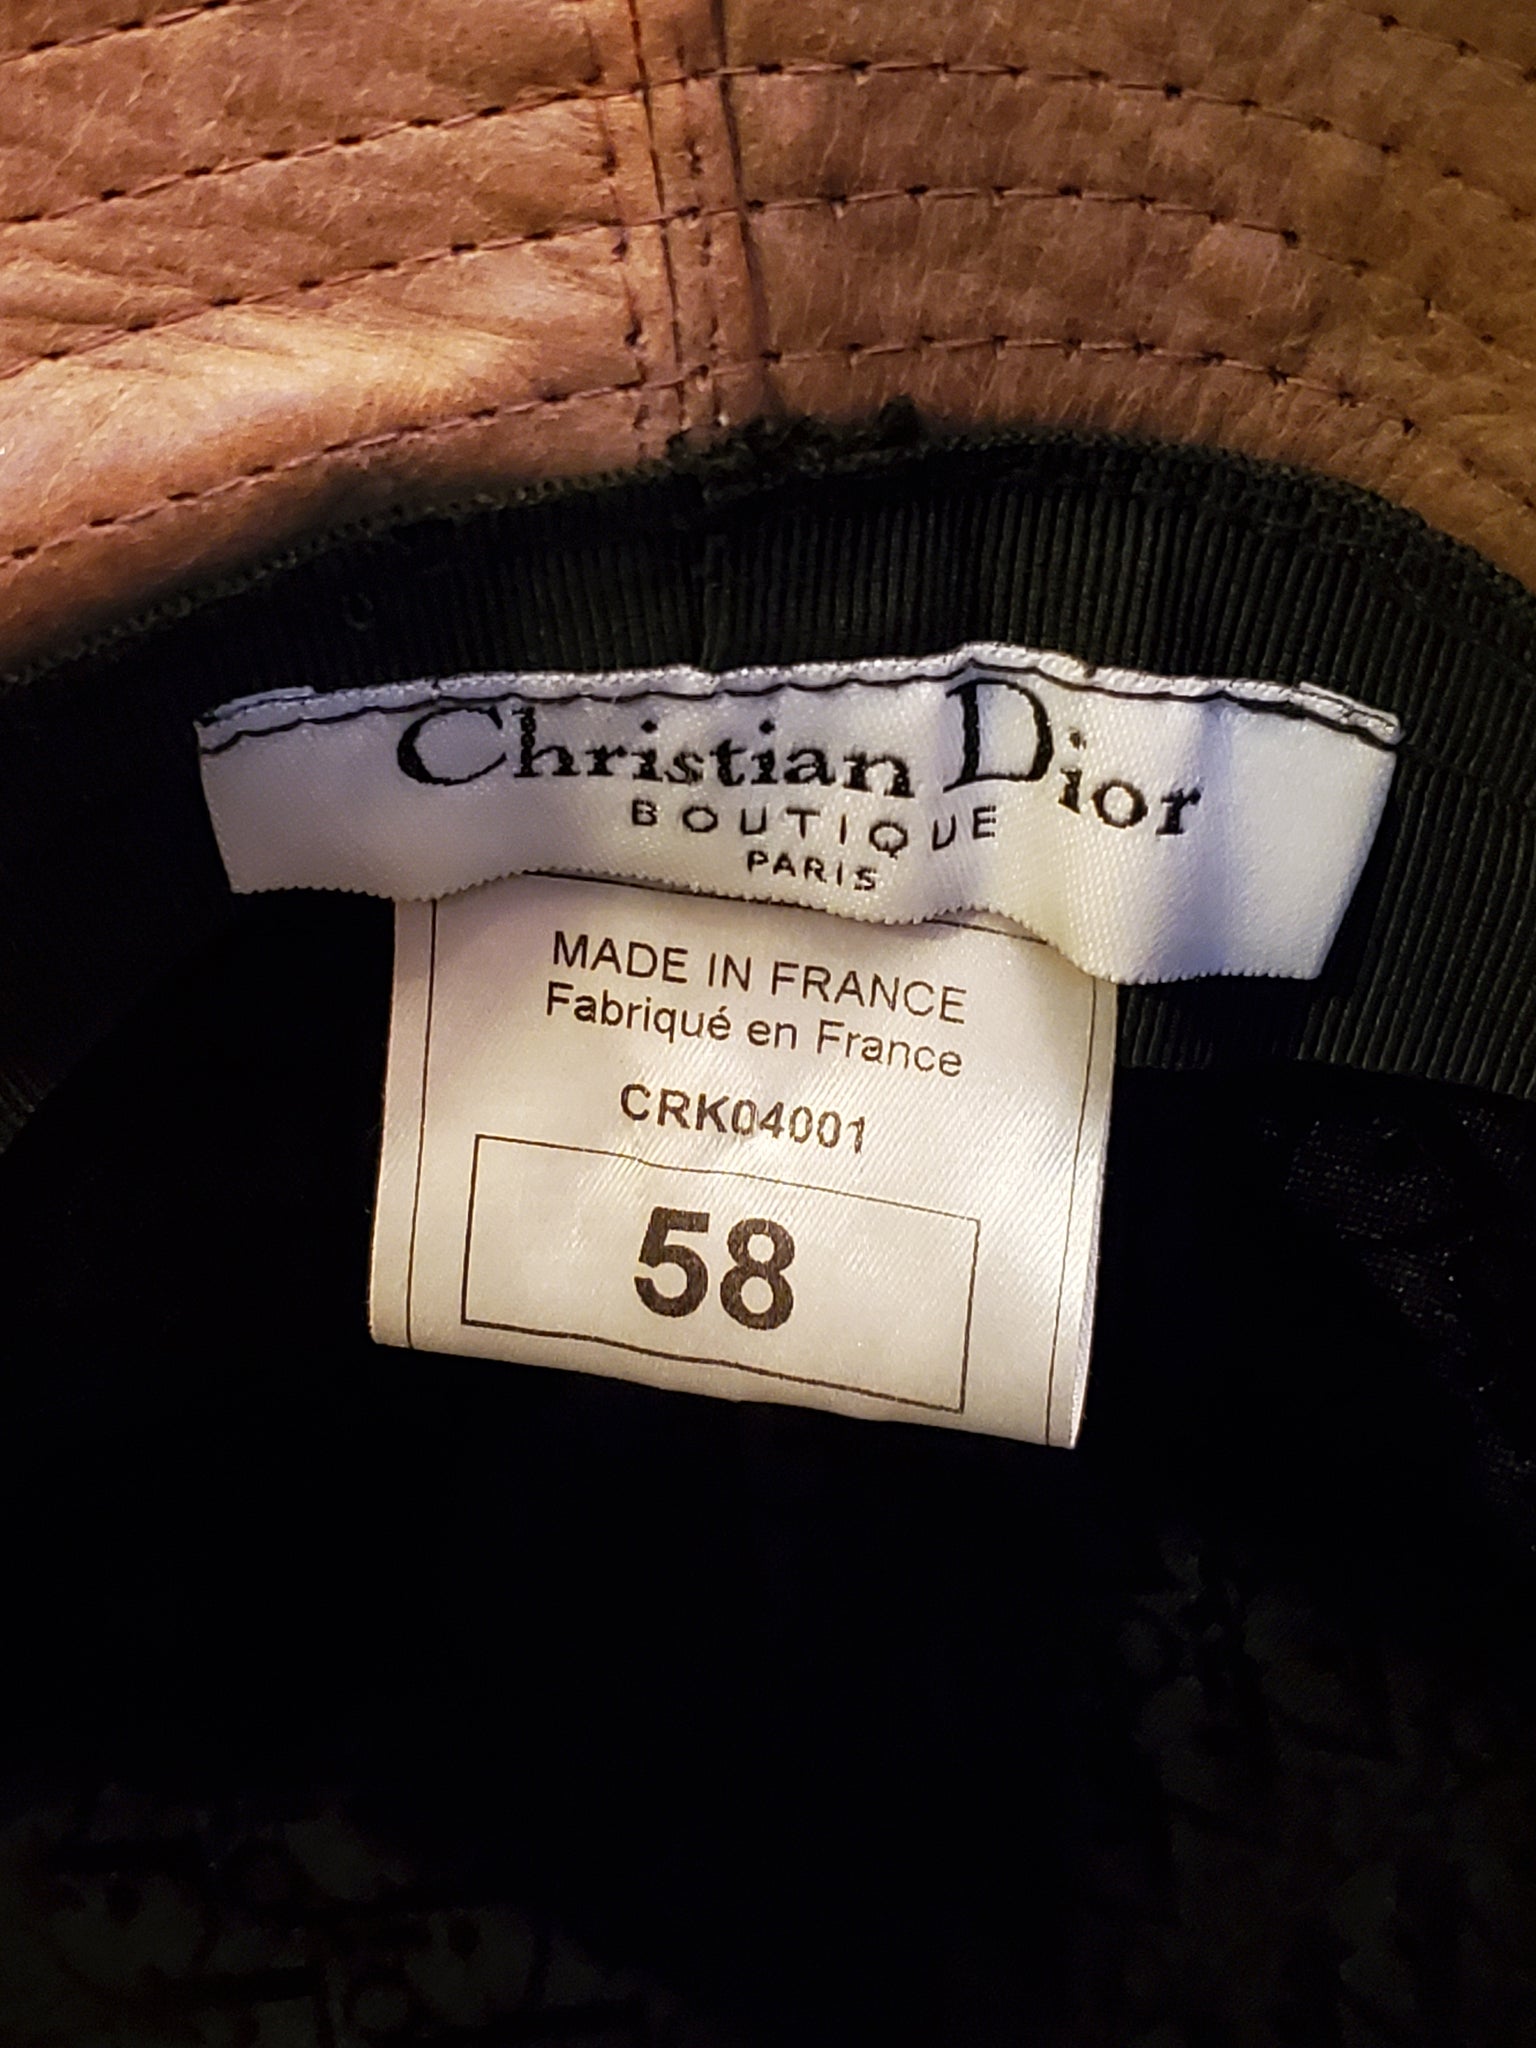 Christian Dior
BOUTIQUE
PARIS
MADE IN FRANCE
Fabriqué en France
CRK04001
58